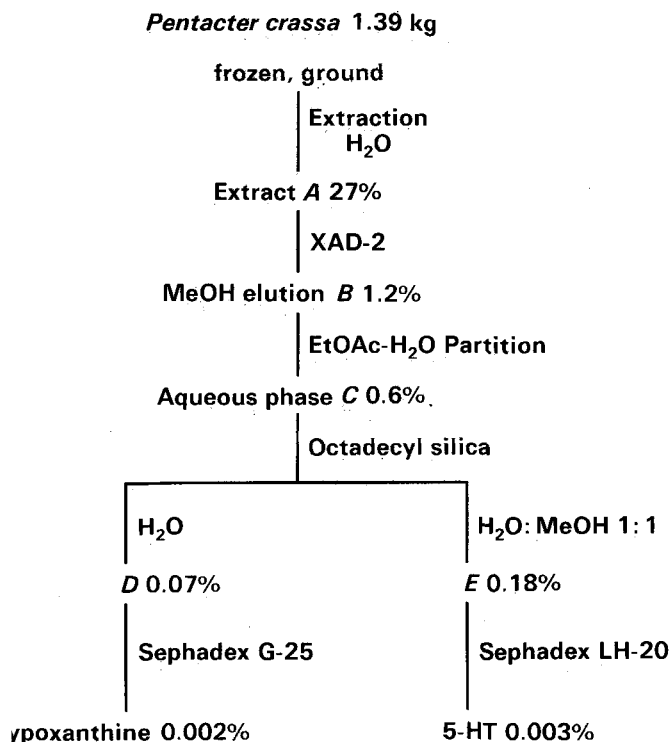 Pentacter crassa 1.39 kg
frozen, ground
Extraction
H₂O
Extract A 27%
XAD-2
MeOH elution B 1.2%
EtOAc-H₂O Partition
Aqueous phase C 0.6%.
Octadecyl silica
H₂O
H₂O: MeOH 1:1
D 0.07%
E 0.18%
Sephadex G-25
Sephadex LH-20
ypoxanthine 0.002%
5-HT 0.003%